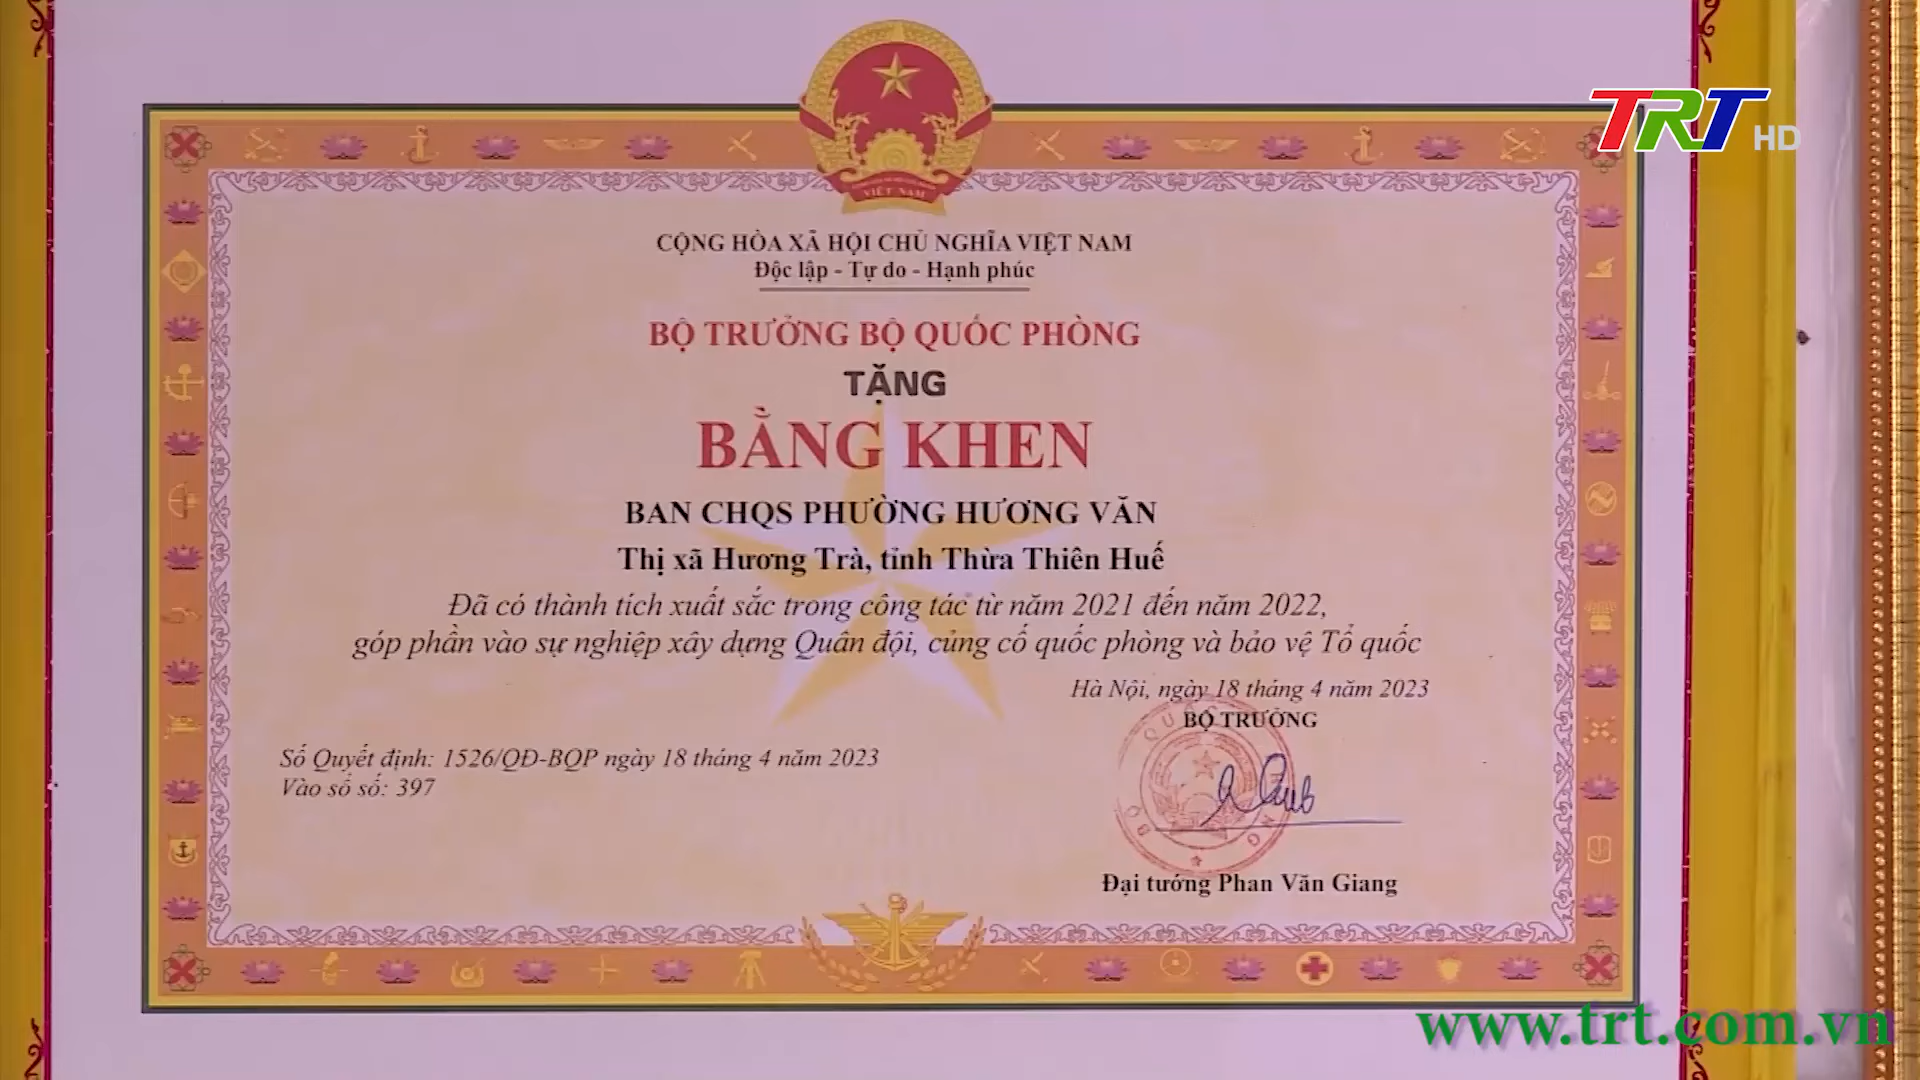 TRT HD
VIỆT NAM
CỘNG HÒA XÃ HỘI CHỦ NGHĨA VIỆT NAM
Độc lập - Tự do - Hạnh phúc
BỘ TRƯỞNG BỘ QUỐC PHÒNG
TẶNG
BẰNG KHEN
BAN CHQS PHƯỜNG HƯƠNG VĂN
Thị xã Hương Trà, tỉnh Thừa Thiên Huế
Đã có thành tích xuất sắc trong công tác từ năm 2021 đến năm 2022,
góp phần vào sự nghiệp xây dựng Quân đội, củng cố quốc phòng và bảo vệ Tổ quốc
Hà Nội, ngày 18 tháng 4 năm 2023
BỘ TRƯỞNG
Số Quyết định: 1526/QĐ-BQP ngày 18 tháng 4 năm 2023
Vào sổ số: 397
Đại tướng Phan Văn Giang
www.trt.com.vn